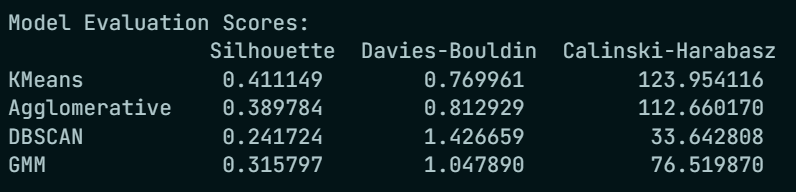 Model Evaluation Scores:
Silhouette Davies-Bouldin Calinski-Harabasz
KMeans 0.411149 0.769961 123.954116
Agglomerative 0.389784 0.812929 112.660170
DBSCAN 0.241724 1.426659 33.642808
GMM 0.315797 1.047890 76.519870